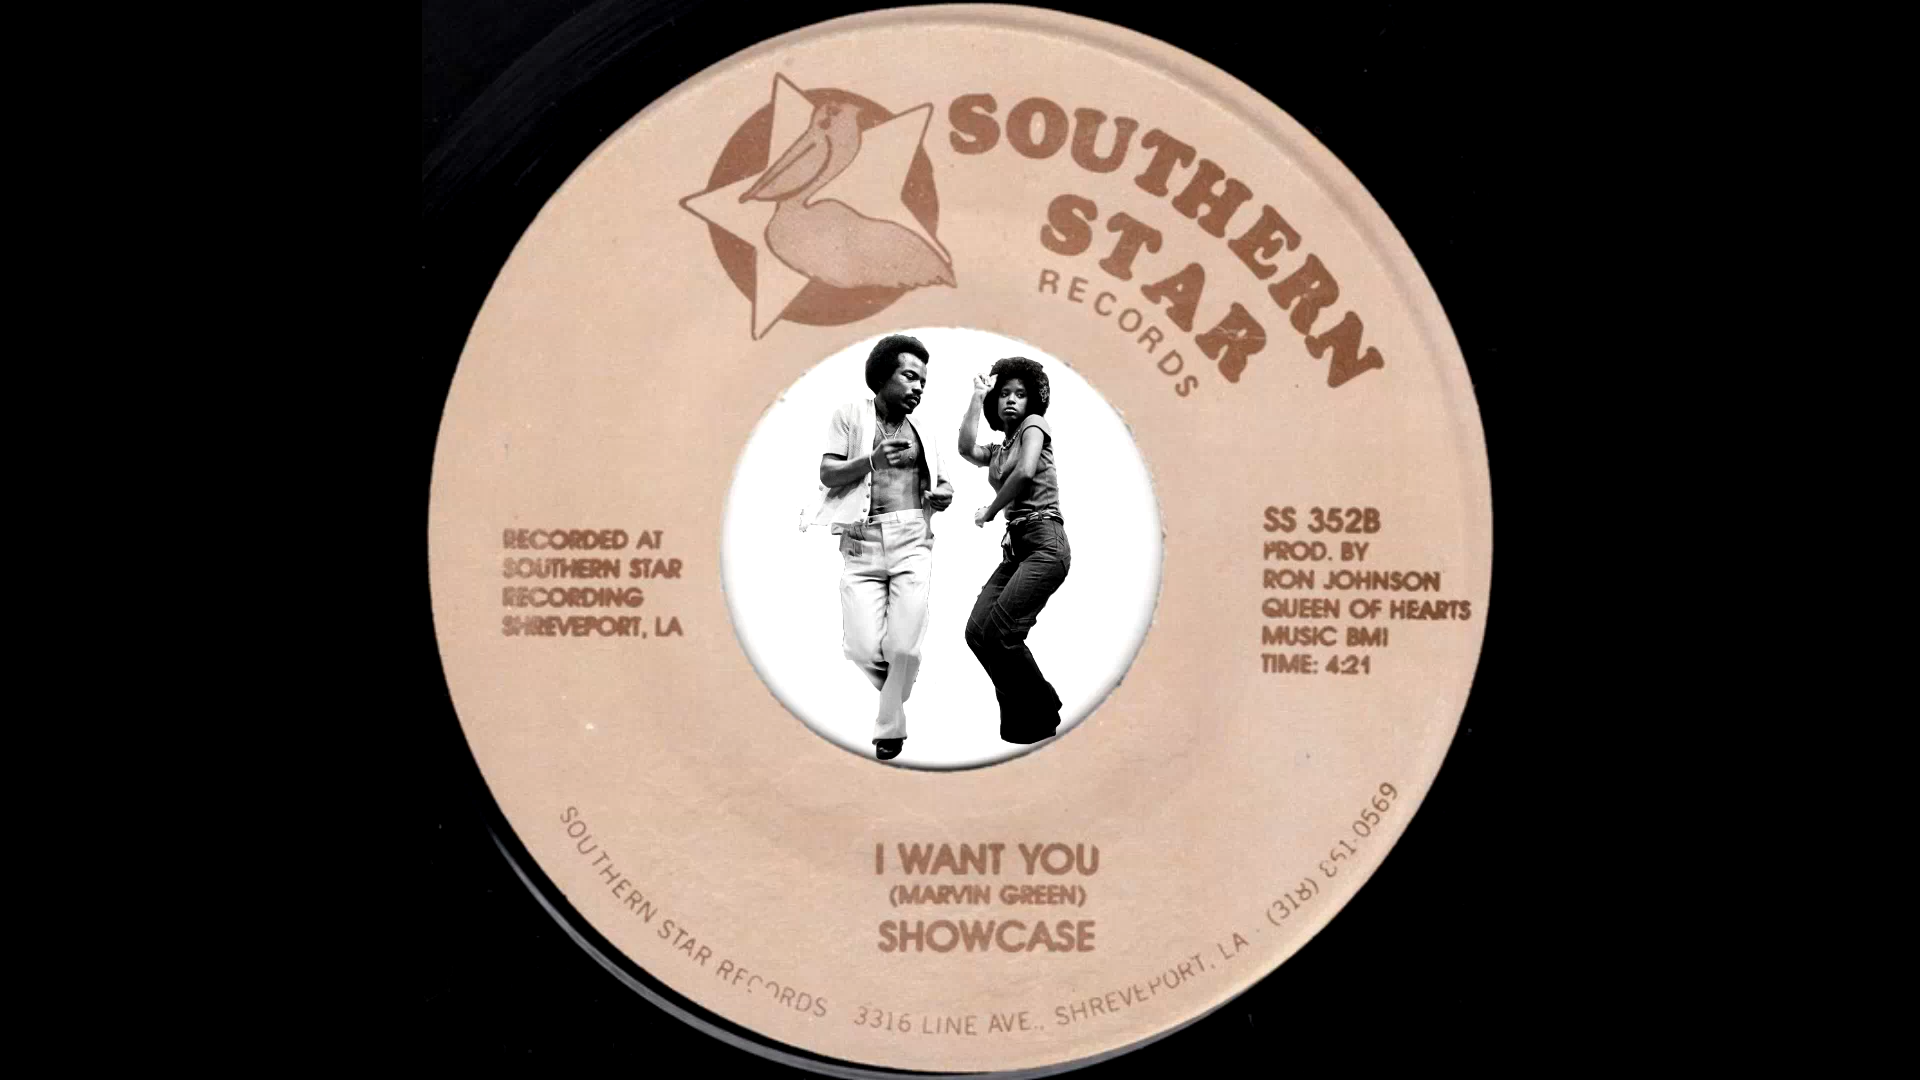 SOUTHERN
STAR
RECORDS
RECORDED AT
SOUTHERN STAR
RECORDING
SHREVEPORT, LA
SS 352B
PROD. BY
RON JOHNSON
QUEEN OF HEARTS
MUSIC BMI
TIME: 4:21
I WANT YOU
(MARVIN GREEN)
SHOWCASE
SOUTHERN STAR RECORDS 3316 LINE AVE., SHREVEPORT, LA · (318) 861-0569